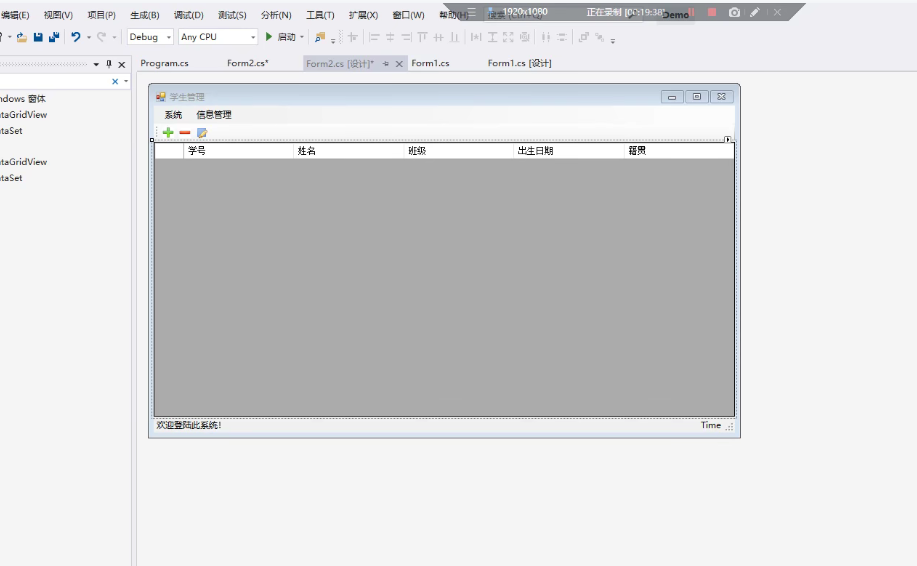 编辑(E) 视图(V) 项目(P) 生成(B) 调试(D) 测试(S) 分析(N) 工具(T) 扩展(X) 窗口(W) 帮助(H) 1920x1080 正在录制 [00:19:38] Demo
Debug Any CPU 启动
Program.cs Form2.cs* Form2.cs [设计]* Form1.cs Form1.cs [设计]
ndows 窗体
ataGridView
ataSet
ataGridView
ataSet
学生管理
系统 信息管理
学号 姓名 班级 出生日期 籍贯
欢迎登陆此系统! Time